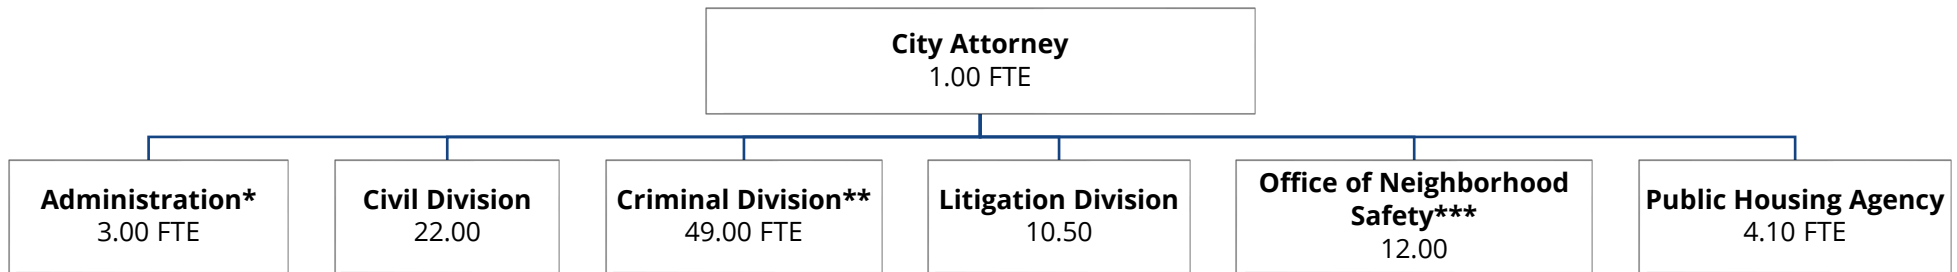 City Attorney
1.00 FTE
Administration*
3.00 FTE
Civil Division
22.00
Criminal Division**
49.00 FTE
Litigation Division
10.50
Office of Neighborhood
Safety***
12.00
Public Housing Agency
4.10 FTE